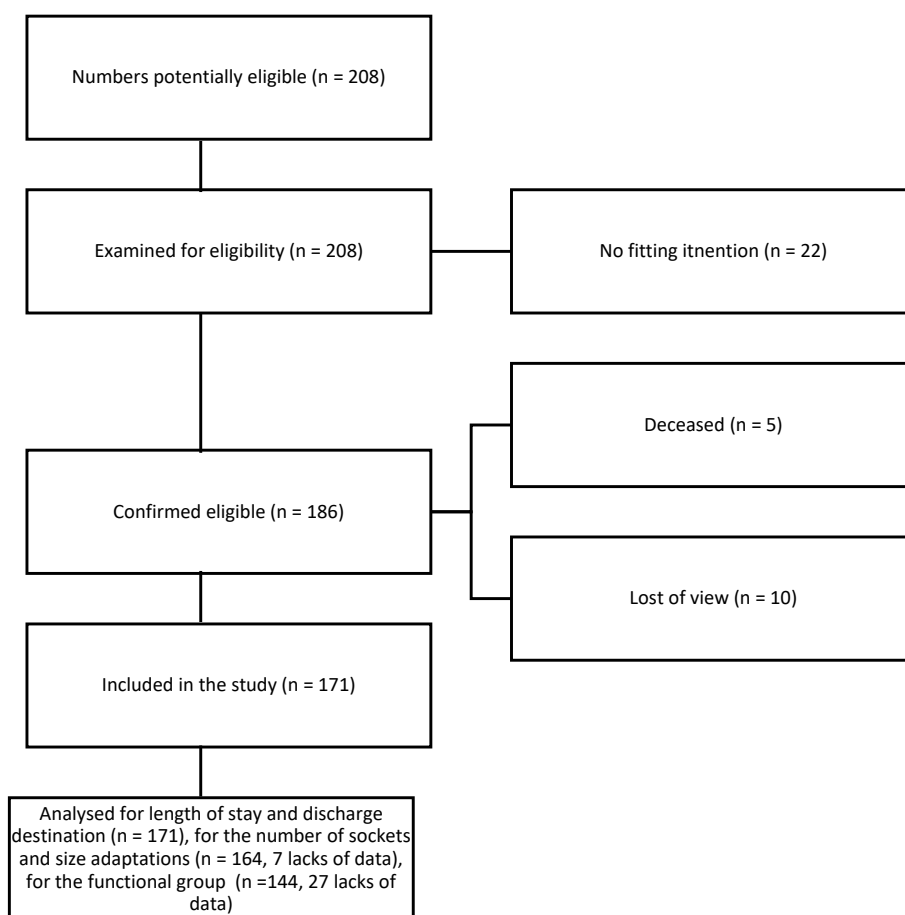 Numbers potentially eligible (n = 208)
Examined for eligibility (n = 208)
No fitting itnention (n = 22)
Deceased (n = 5)
Confirmed eligible (n = 186)
Lost of view (n = 10)
Included in the study (n = 171)
Analysed for length of stay and discharge
destination (n = 171), for the number of sockets
and size adaptations (n = 164, 7 lacks of data),
for the functional group  (n =144, 27 lacks of
data)